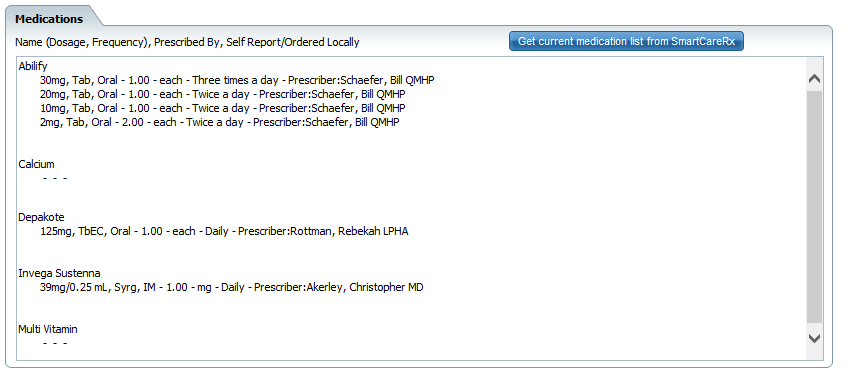 Medications
Name (Dosage, Frequency), Prescribed By, Self Report/Ordered Locally
Get current medication list from SmartCareRx
Abilify
30mg, Tab, Oral - 1.00 - each - Three times a day - Prescriber:Schaefer, Bill QMHP
20mg, Tab, Oral - 1.00 - each - Twice a day - Prescriber:Schaefer, Bill QMHP
10mg, Tab, Oral - 1.00 - each - Twice a day - Prescriber:Schaefer, Bill QMHP
2mg, Tab, Oral - 2.00 - each - Twice a day - Prescriber:Schaefer, Bill QMHP
Calcium
- - -
Depakote
125mg, TbEC, Oral - 1.00 - each - Daily - Prescriber:Rottman, Rebekah LPHA
Invega Sustenna
39mg/0.25 mL, Syrg, IM - 1.00 - mg - Daily - Prescriber:Akerley, Christopher MD
Multi Vitamin
- - -